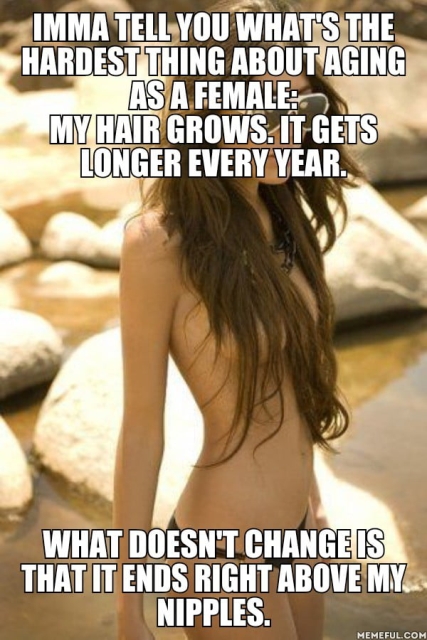 IMMA TELL YOU WHAT'S THE
HARDEST THING ABOUT AGING
AS A FEMALE:
MY HAIR GROWS. IT GETS
LONGER EVERY YEAR.
WHAT DOESN'T CHANGE IS
THAT IT ENDS RIGHT ABOVE MY
NIPPLES.
MEMEFUL.COM